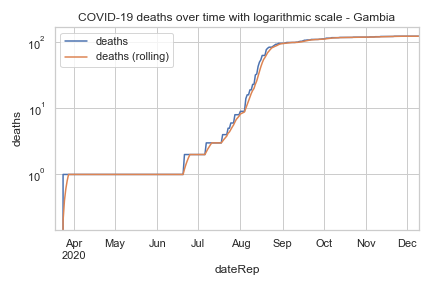 COVID-19 deaths over time with logarithmic scale - Gambia
deaths
deaths (rolling)
10²
10¹
10⁰
deaths
Apr May Jun Jul Aug Sep Oct Nov Dec
2020
dateRep